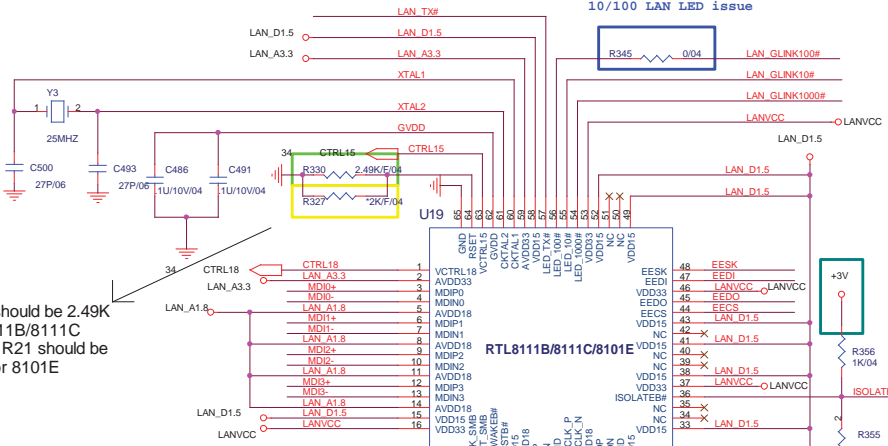 10/100 LAN LED issue
LAN_TX#
LAN_D1.5 LAN_D1.5
LAN_A3.3 LAN_A3.3
R345 0/04 LAN_GLINK100#
XTAL1 LAN_GLINK10#
Y3
1 2 XTAL2 LAN_GLINK1000#
25MHZ GVDD LANVCC LANVCC
LAN_D1.5
34 CTRL15 CTRL15
C500 C493 C486 C491 R330 2.49K/F/04 LAN_D1.5
27P/06 27P/06 .1U/10V/04 .1U/10V/04 R327 *2K/F/04 LAN_D1.5
U19
65 64 63 62 61 60 59 58 57 56 55 54 53 52 51 50 49
GND RSET VCTRL15 GVDD CKTAL2 CKTAL1 AVDD33 VDD15 LED_TX# LED_100# LED_10# LED_1000# VDD33 VDD15 NC NC VDD15
34
CTRL18 CTRL18 1 VCTRL18 EESK 48 EESK
LAN_A3.3 LAN_A3.3 2 AVDD33 EEDI 47 EEDI
MDI0+ 3 MDIP0 VDD33 46 LANVCC LANVCC
MDI0- 4 MDIN0 EEDO 45 EEDO
LAN_A1.8 LAN_A1.8 5 AVDD18 EECS 44 EECS
MDI1+ 6 MDIP1 VDD15 43 LAN_D1.5
MDI1- 7 MDIN1 NC 42
LAN_A1.8 8 AVDD18 VDD15 41 LAN_D1.5
MDI2+ 9 MDIP2 NC 40
MDI2- 10 MDIN2 NC 39
LAN_A1.8 11 AVDD18 VDD15 38 LAN_D1.5
MDI3+ 12 MDIP3 VDD33 37 LANVCC LANVCC
MDI3- 13 MDIN3 ISOLATEB# 36 ISOLATE
LAN_A1.8 14 AVDD18 NC 35
LAN_D1.5 LAN_D1.5 15 VDD15 NC 34
LANVCC LANVCC 16 VDD33 VDD15 33 LAN_D1.5
RTL8111B/8111C/8101E
should be 2.49K
11B/8111C
R21 should be
or 8101E
+3V
R356
1K/04
2
R355